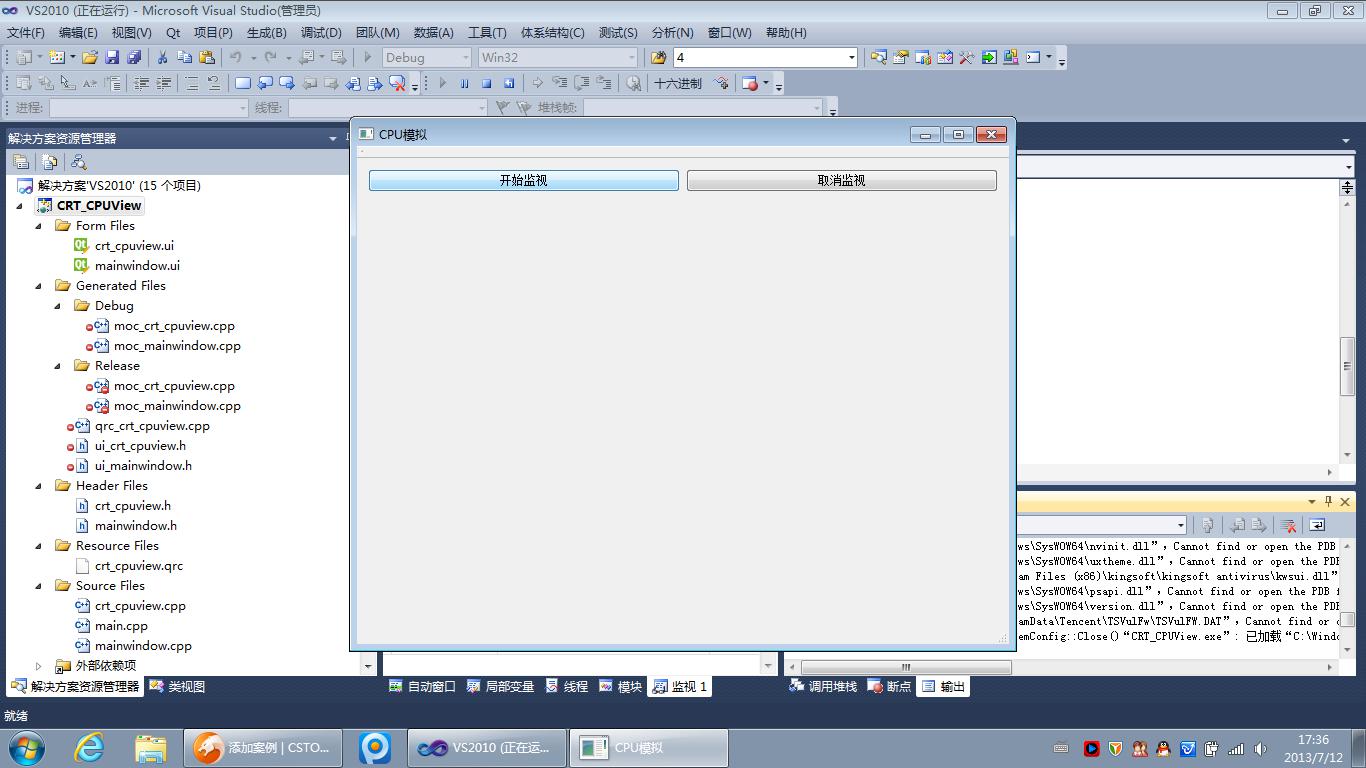 VS2010 (正在运行) - Microsoft Visual Studio(管理员)
文件(F) 编辑(E) 视图(V) Qt 项目(P) 生成(B) 调试(D) 团队(M) 数据(A) 工具(T) 体系结构(C) 测试(S) 分析(N) 窗口(W) 帮助(H)
Debug Win32 4
十六进制
进程: 线程: 堆栈帧:
解决方案资源管理器
解决方案'VS2010' (15 个项目)
CRT_CPUView
Form Files
crt_cpuview.ui
mainwindow.ui
Generated Files
Debug
moc_crt_cpuview.cpp
moc_mainwindow.cpp
Release
moc_crt_cpuview.cpp
moc_mainwindow.cpp
qrc_crt_cpuview.cpp
ui_crt_cpuview.h
ui_mainwindow.h
Header Files
crt_cpuview.h
mainwindow.h
Resource Files
crt_cpuview.qrc
Source Files
crt_cpuview.cpp
main.cpp
mainwindow.cpp
外部依赖项
解决方案资源管理器 类视图
CPU模拟
开始监视 取消监视
ws\SysWOW64\nvinit.dll”，Cannot find or open the PDB
ws\SysWOW64\uxtheme.dll”，Cannot find or open the PD
am Files (x86)\kingsoft\kingsoft antivirus\kwsui.dll”
ws\SysWOW64\psapi.dll”，Cannot find or open the PDB f
ws\SysWOW64\version.dll”，Cannot find or open the PD
amData\Tencent\TSVulFw\TSVulFW.DAT”，Cannot find or o
emConfig::Close()“CRT_CPUView.exe”: 已加载“C:\Windo
自动窗口 局部变量 线程 模块 监视 1
调用堆栈 断点 输出
就绪
添加案例 | CSTO... VS2010 (正在运... CPU模拟
17:36
2013/7/12